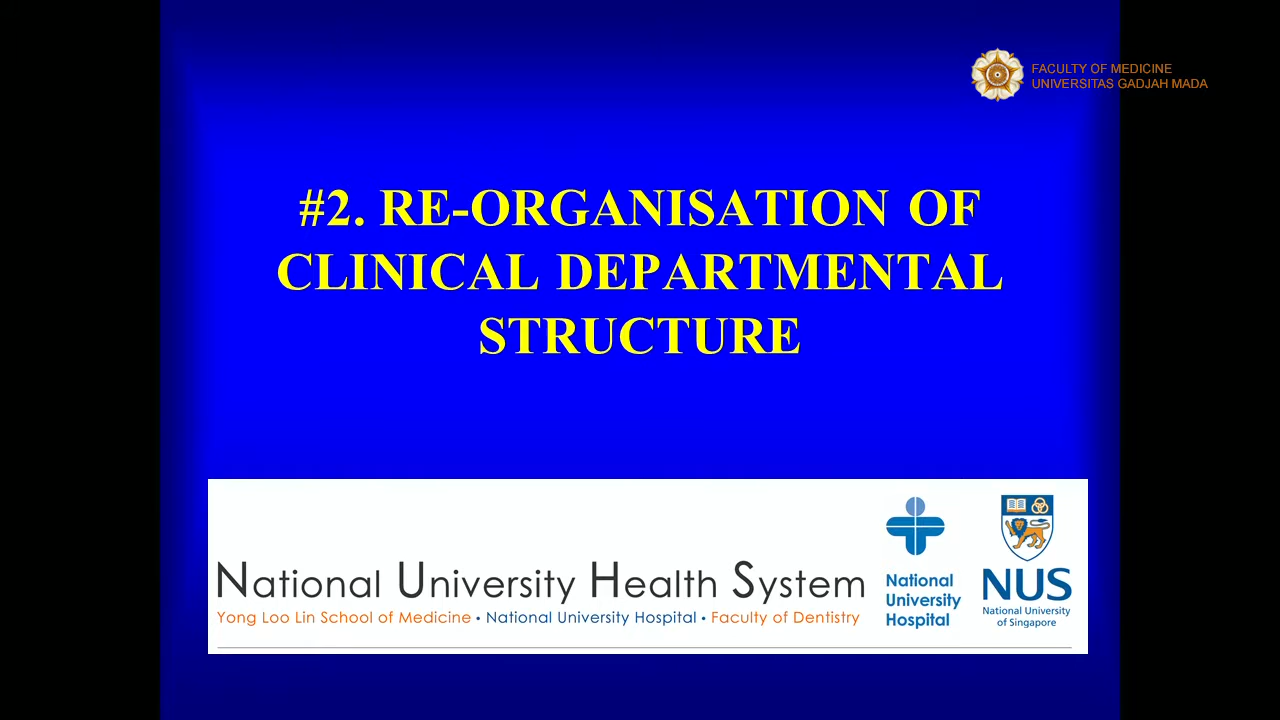 FACULTY OF MEDICINE
UNIVERSITAS GADJAH MADA
#2. RE-ORGANISATION OF
CLINICAL DEPARTMENTAL
STRUCTURE
National University Health System
Yong Loo Lin School of Medicine • National University Hospital • Faculty of Dentistry
National
University
Hospital
NUS
National University
of Singapore